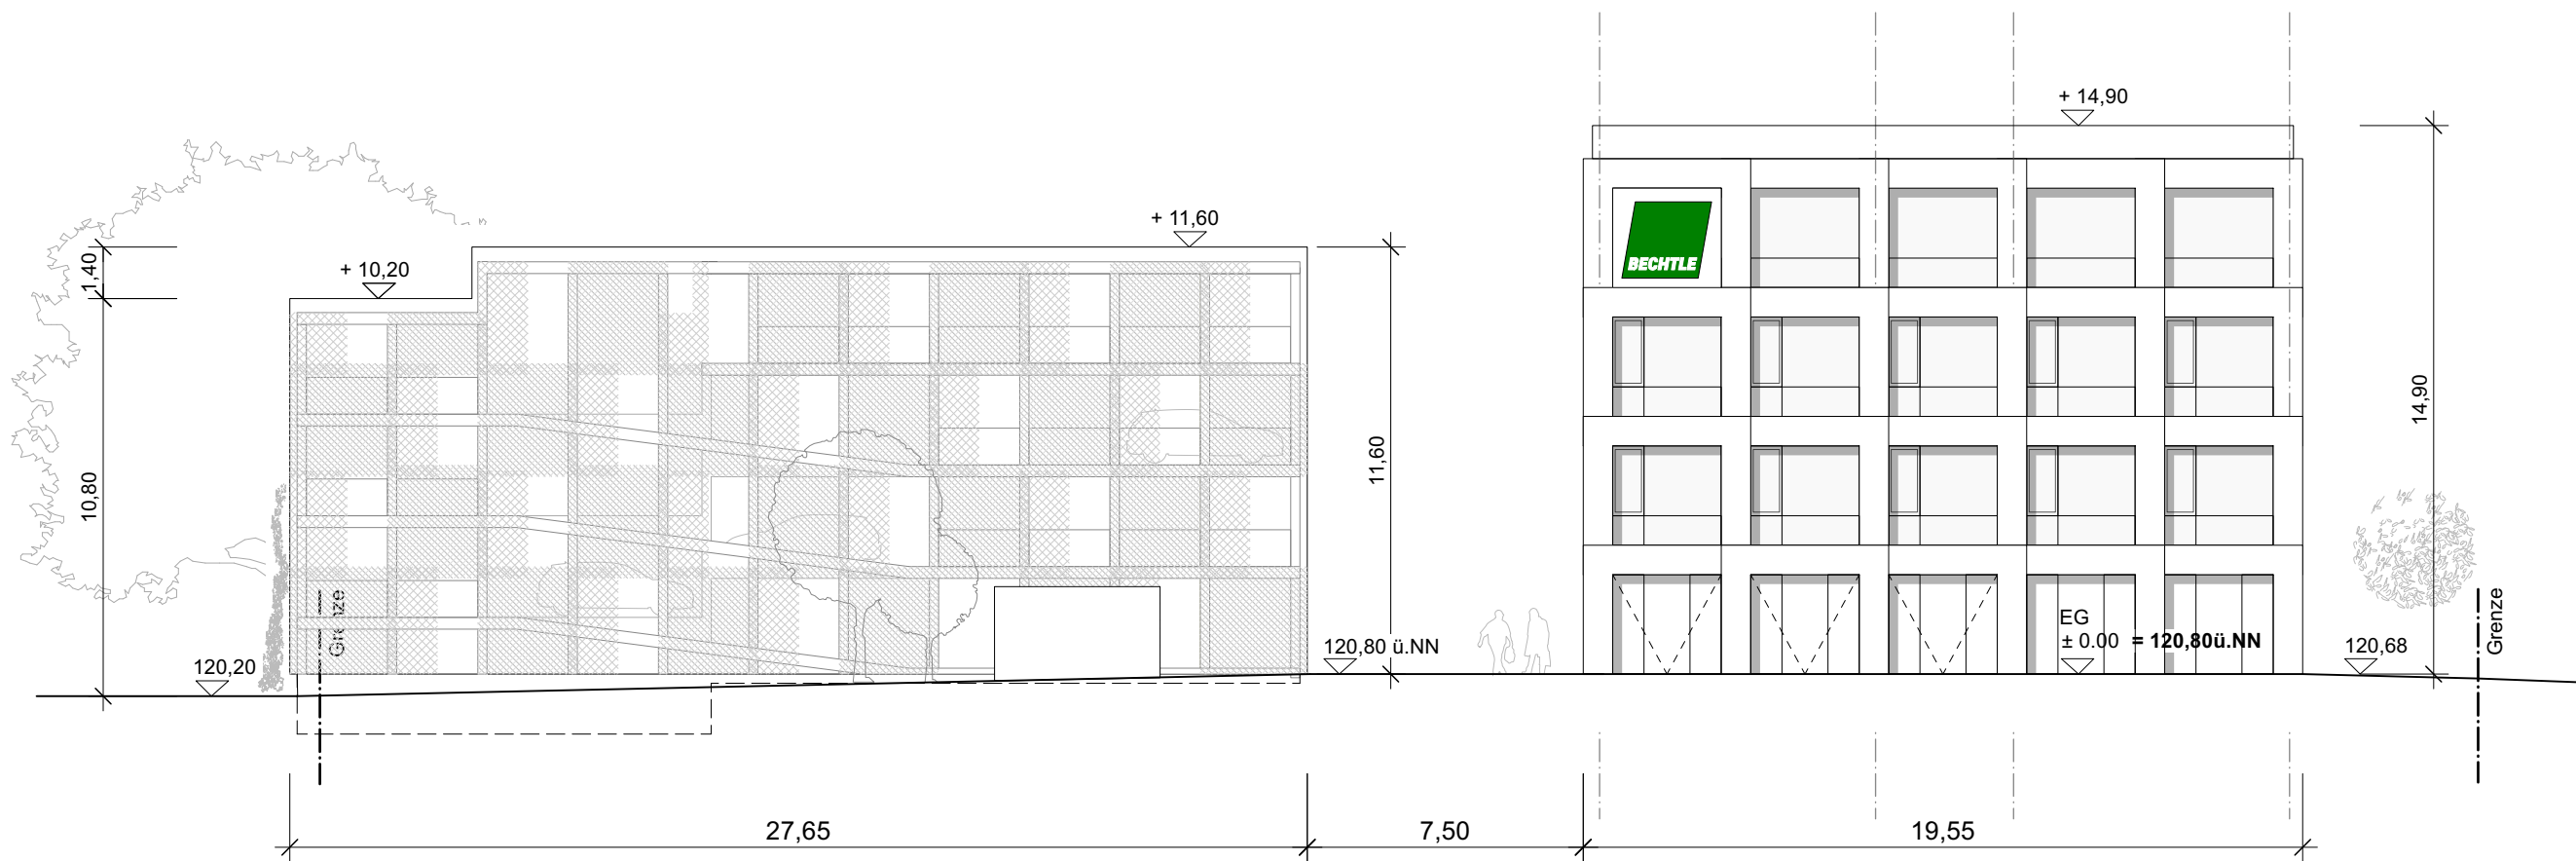 + 14,90
+ 11,60
+ 10,20
1,40
BECHTLE
14,90
11,60
10,80
Grenze
EG
± 0.00 = 120,80ü.NN
120,80 ü.NN
120,20
120,68
Grenze
27,65
7,50
19,55